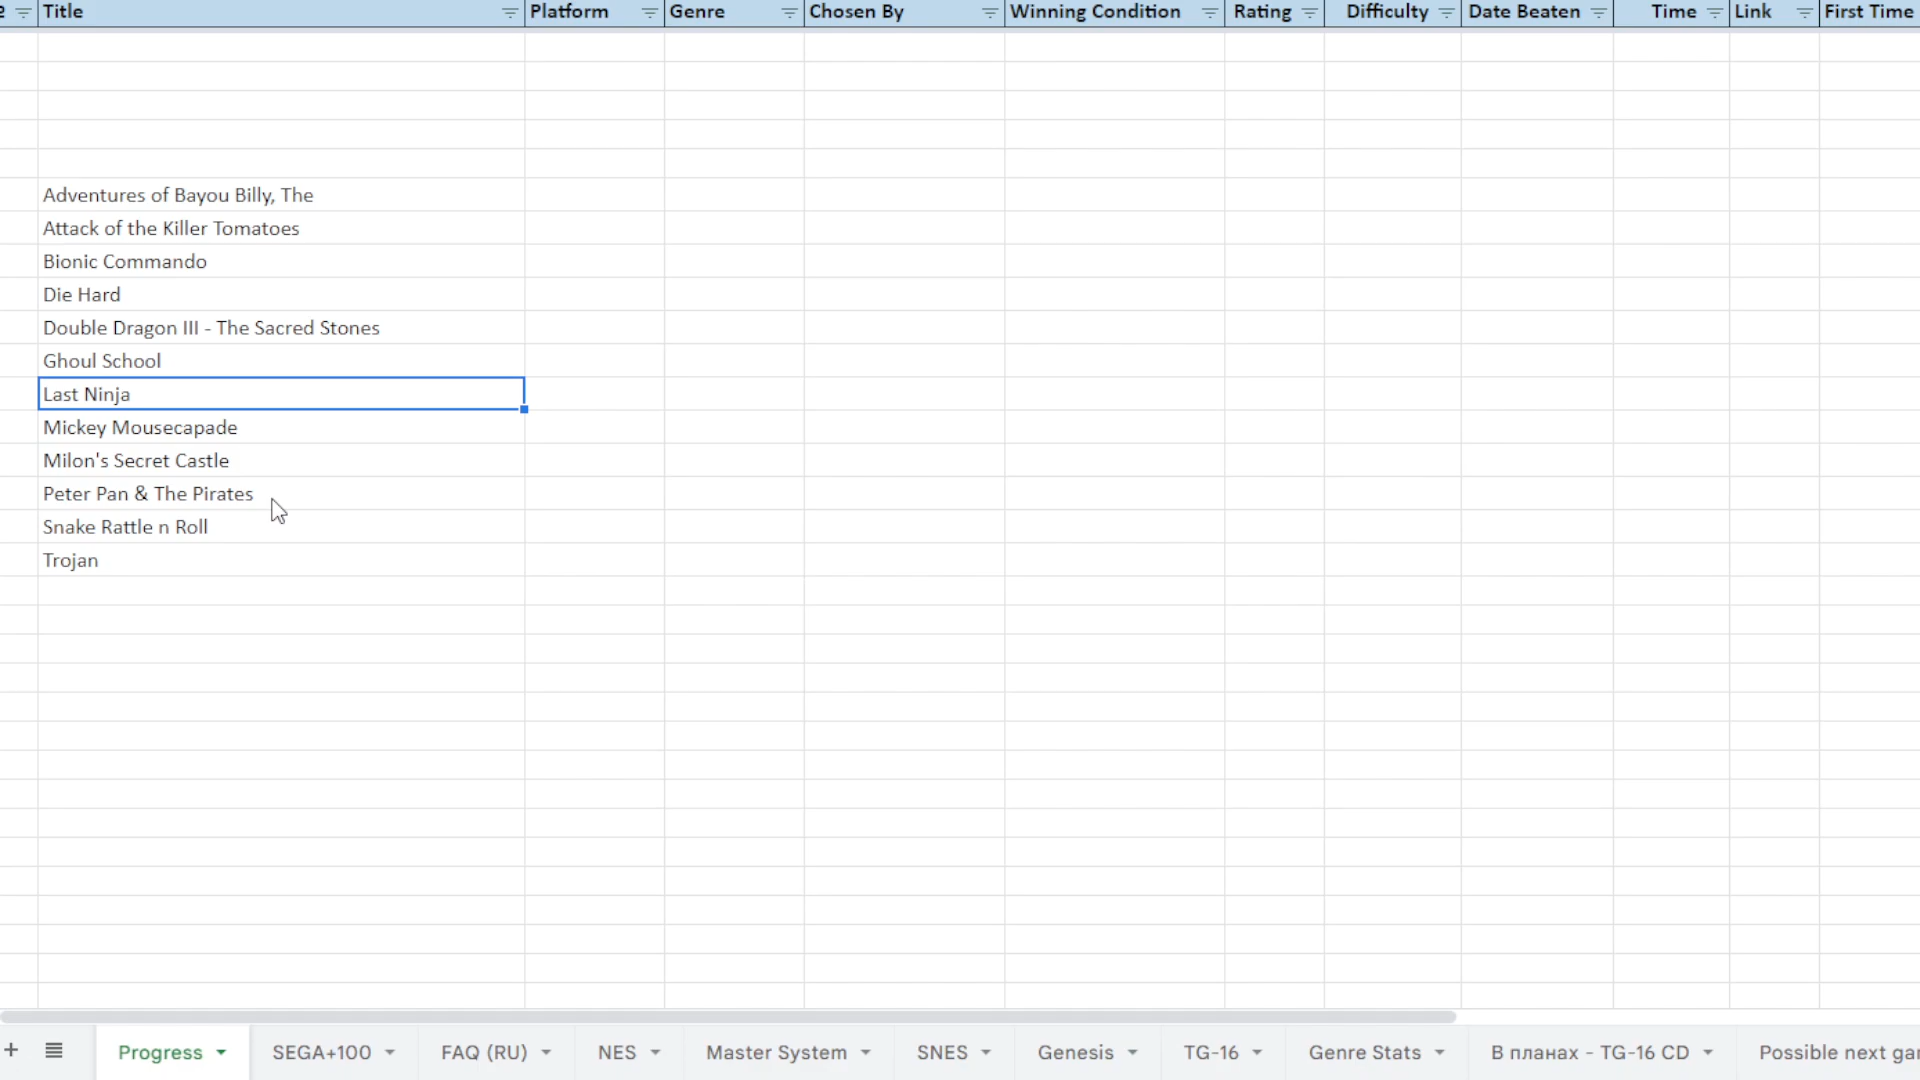 Title Platform Genre Chosen By Winning Condition Rating Difficulty Date Beaten Time Link First Time
Adventures of Bayou Billy, The
Attack of the Killer Tomatoes
Bionic Commando
Die Hard
Double Dragon III - The Sacred Stones
Ghoul School
Last Ninja
Mickey Mousecapade
Milon's Secret Castle
Peter Pan & The Pirates
Snake Rattle n Roll
Trojan
+ Progress SEGA+100 FAQ (RU) NES Master System SNES Genesis TG-16 Genre Stats В планах - TG-16 CD Possible next